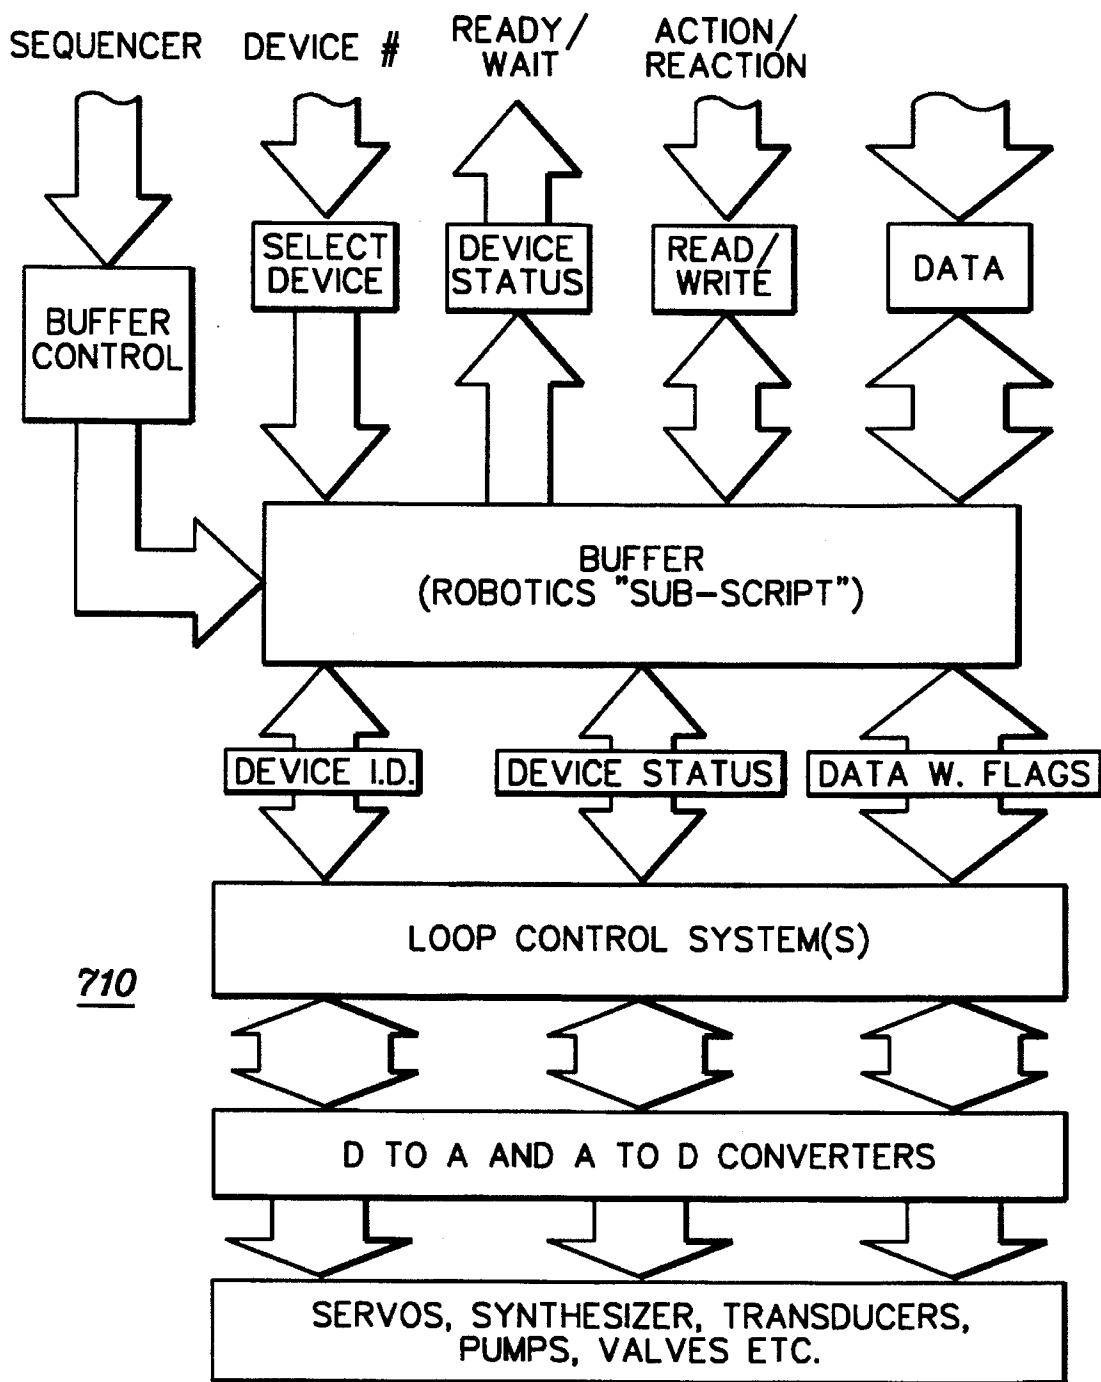 SEQUENCER
DEVICE #
READY/
WAIT
ACTION/
REACTION
SELECT
DEVICE
DEVICE
STATUS
READ/
WRITE
DATA
BUFFER
CONTROL
BUFFER
(ROBOTICS "SUB-SCRIPT")
DEVICE I.D.
DEVICE STATUS
DATA W. FLAGS
LOOP CONTROL SYSTEM(S)
710
D TO A AND A TO D CONVERTERS
SERVOS, SYNTHESIZER, TRANSDUCERS,
PUMPS, VALVES ETC.